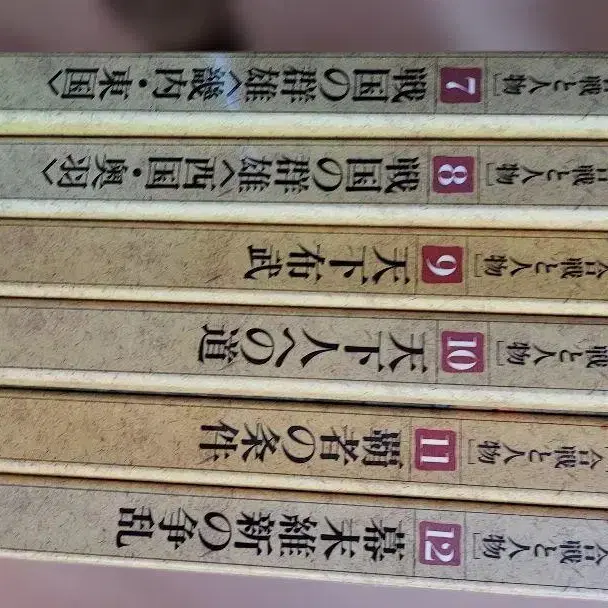 合戦と人物] 7 戦国の群雄〈畿内・東国〉
合戦と人物] 8 戦国の群雄〈西国・奥羽〉
合戦と人物] 9 天下布武
合戦と人物] 10 天下人への道
合戦と人物] 11 覇者の条件
合戦と人物] 12 幕末維新の争乱